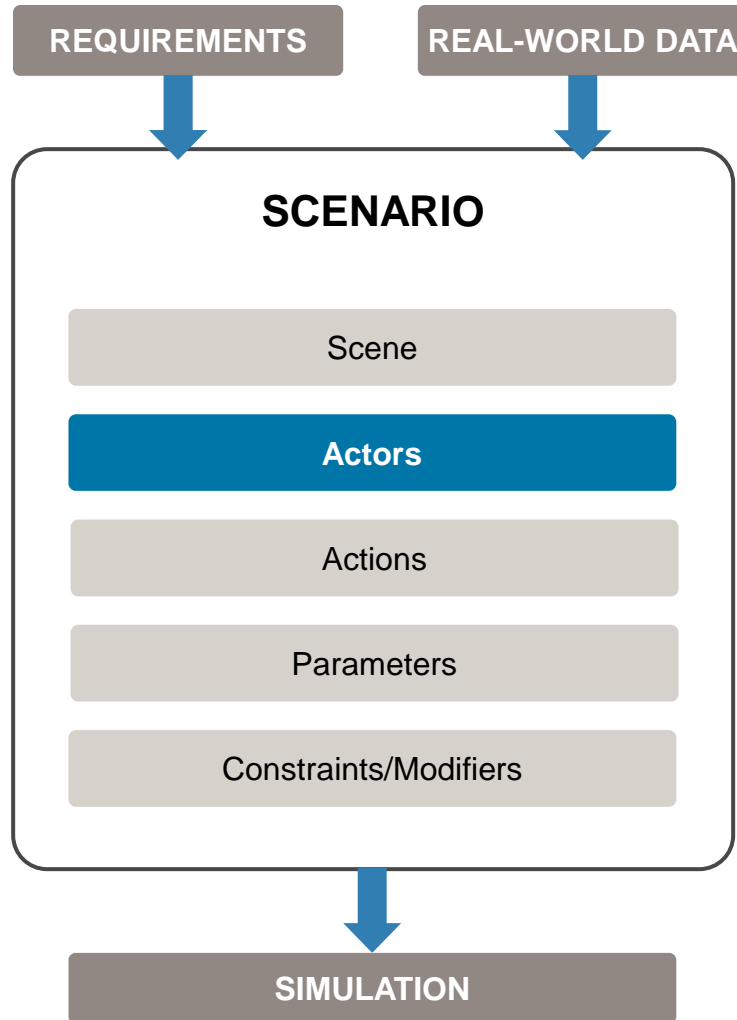 REQUIREMENTS
REAL-WORLD DATA
SCENARIO
Scene
Actors
Actions
Parameters
Constraints/Modifiers
SIMULATION